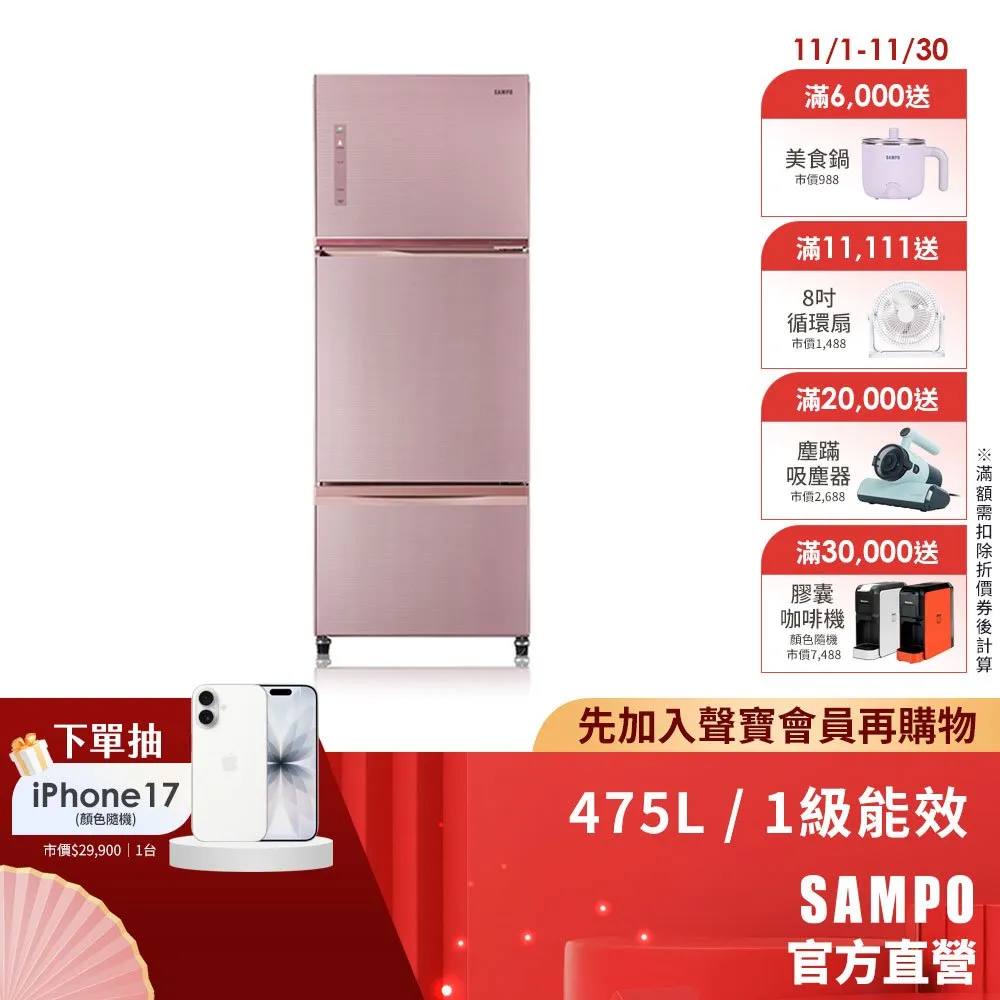 11/1-11/30
滿6,000送
美食鍋
市價988
SAMPO
滿11,111送
8吋
循環扇
市價1,488
滿20,000送
塵蹣
吸塵器
市價2,688
滿30,000送
膠囊
咖啡機
顏色隨機
市價7,488
※滿額需扣除折價券後計算
SAMPO
下單抽
iPhone17
(顏色隨機)
市價$29,900｜1台
先加入聲寶會員再購物
475L / 1級能效
SAMPO
官方直營